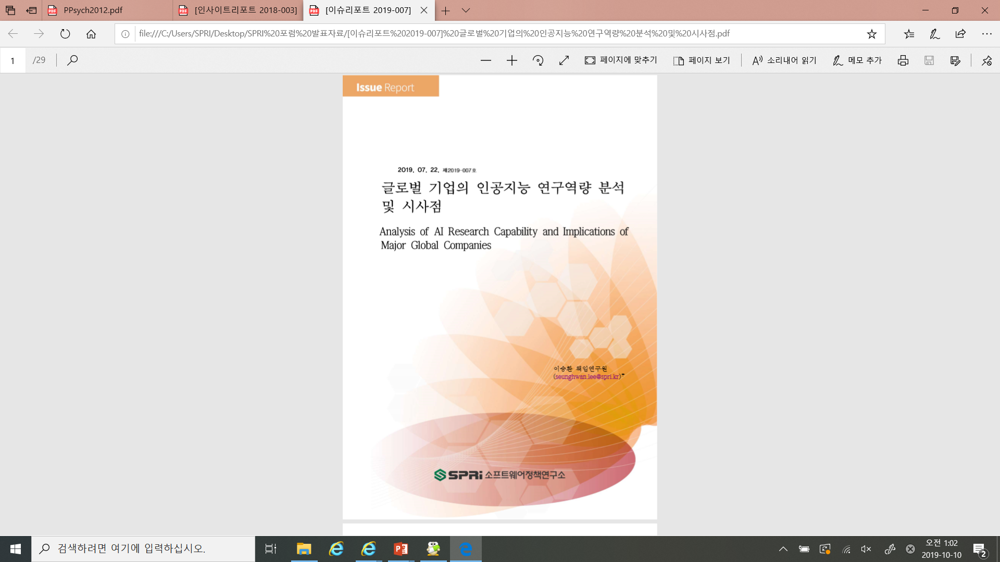 PPsych2012.pdf
[인사이트리포트 2018-003]
[이슈리포트 2019-007]
file:///C:/Users/SPRI/Desktop/SPRI%20포럼%20발표자료/[이슈리포트%202019-007]%20글로벌%20기업의%20인공지능%20연구역량%20분석%20및%20시사점.pdf
1 /29
페이지에 맞추기
페이지 보기
소리내어 읽기
메모 추가
Issue Report
2019. 07. 22. 제2019-007호
글로벌 기업의 인공지능 연구역량 분석
및 시사점
Analysis of AI Research Capability and Implications of
Major Global Companies
이승환 책임연구원
(seunghwan.lee@spri.kr)
SPRi 소프트웨어정책연구소
검색하려면 여기에 입력하십시오.
오전 1:02
2019-10-10
2